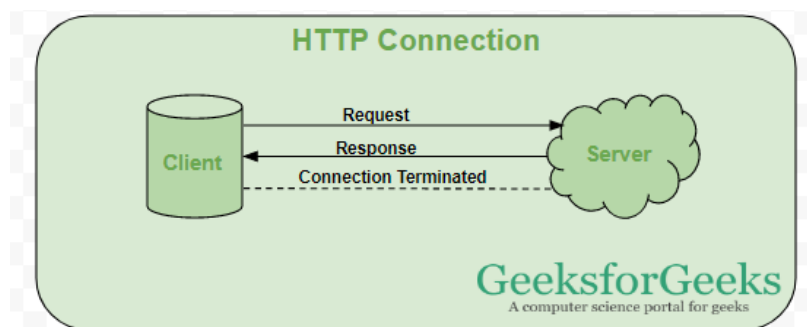 HTTP Connection
Request
Client
Response
Server
Connection Terminated
GeeksforGeeks
A computer science portal for geeks